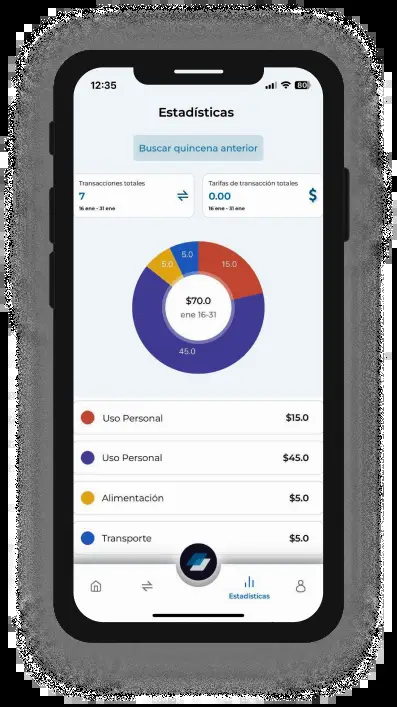 12:35
80
Estadísticas
Buscar quincena anterior
Transacciones totales
7
16 ene - 31 ene
Tarifas de transacción totales
0.00
$
16 ene - 31 ene
5.0
5.0
15.0
$70.0
ene 16-31
45.0
Uso Personal $15.0
Uso Personal $45.0
Alimentación $5.0
Transporte $5.0
Estadísticas